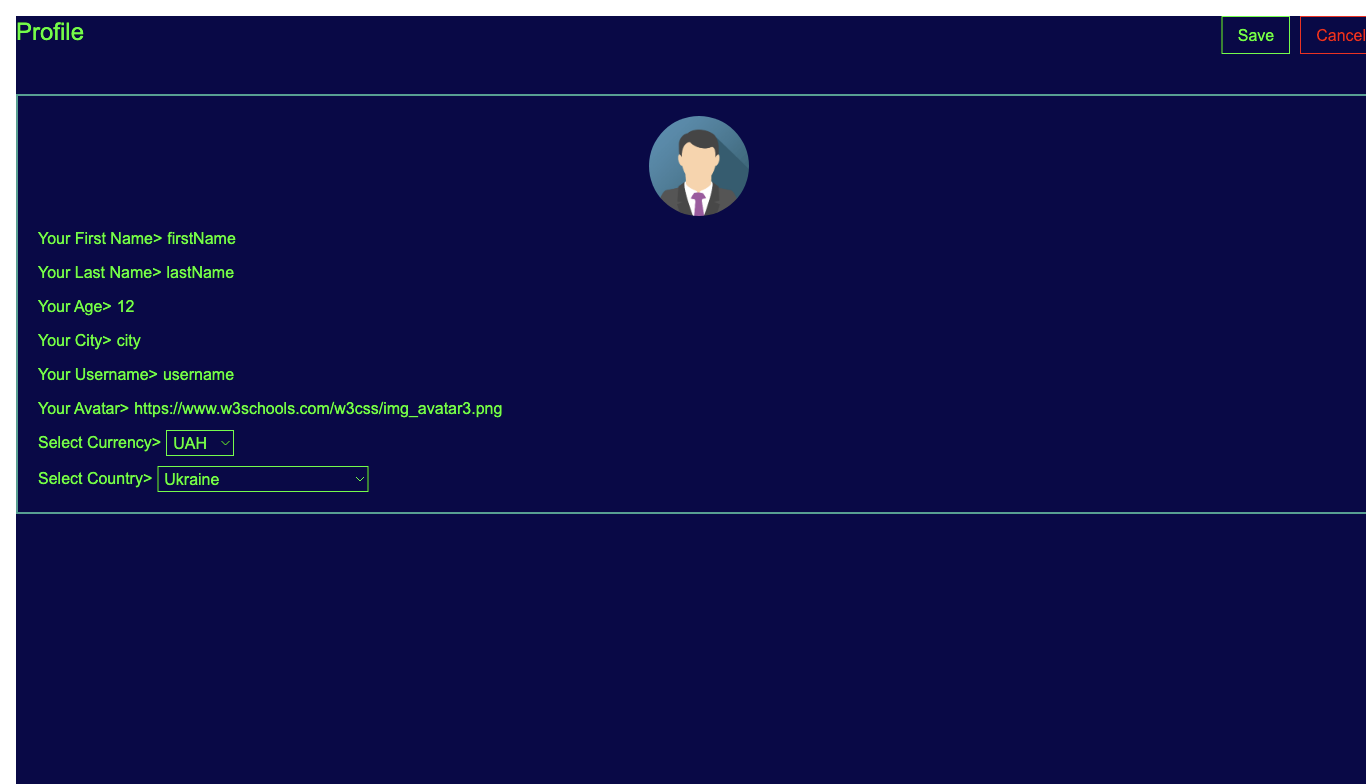 Profile
Save
Cancel
Your First Name> firstName
Your Last Name> lastName
Your Age> 12
Your City> city
Your Username> username
Your Avatar> https://www.w3schools.com/w3css/img_avatar3.png
Select Currency> UAH
Select Country> Ukraine